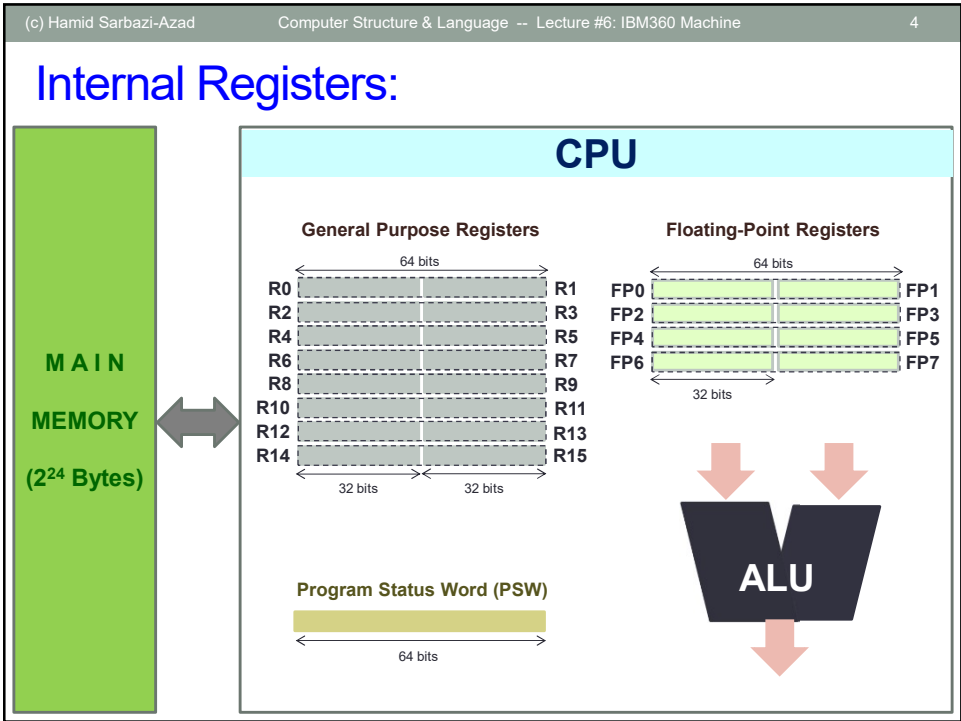 (c) Hamid Sarbazi-Azad Computer Structure & Language -- Lecture #6: IBM360 Machine 4
Internal Registers:
M A I N
MEMORY
(2²⁴ Bytes)
CPU
General Purpose Registers
64 bits
R0 R1
R2 R3
R4 R5
R6 R7
R8 R9
R10 R11
R12 R13
R14 R15
32 bits 32 bits
Program Status Word (PSW)
64 bits
Floating-Point Registers
64 bits
FP0 FP1
FP2 FP3
FP4 FP5
FP6 FP7
32 bits
ALU